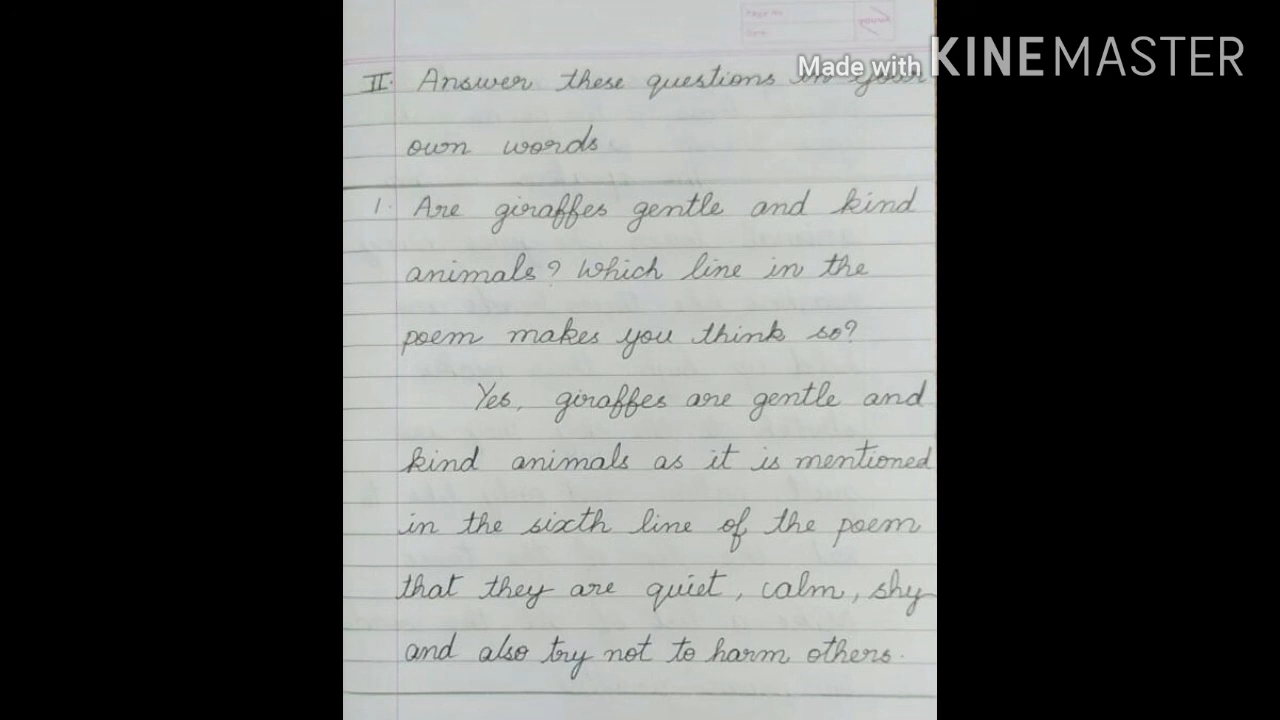 Page No.
Date
Made with KINEMASTER
II. Answer these questions in your
own words
1. Are giraffes gentle and kind
animals? Which line in the
poem makes you think so?
Yes, giraffes are gentle and
kind animals as it is mentioned
in the sixth line of the poem
that they are quiet, calm, shy
and also try not to harm others.